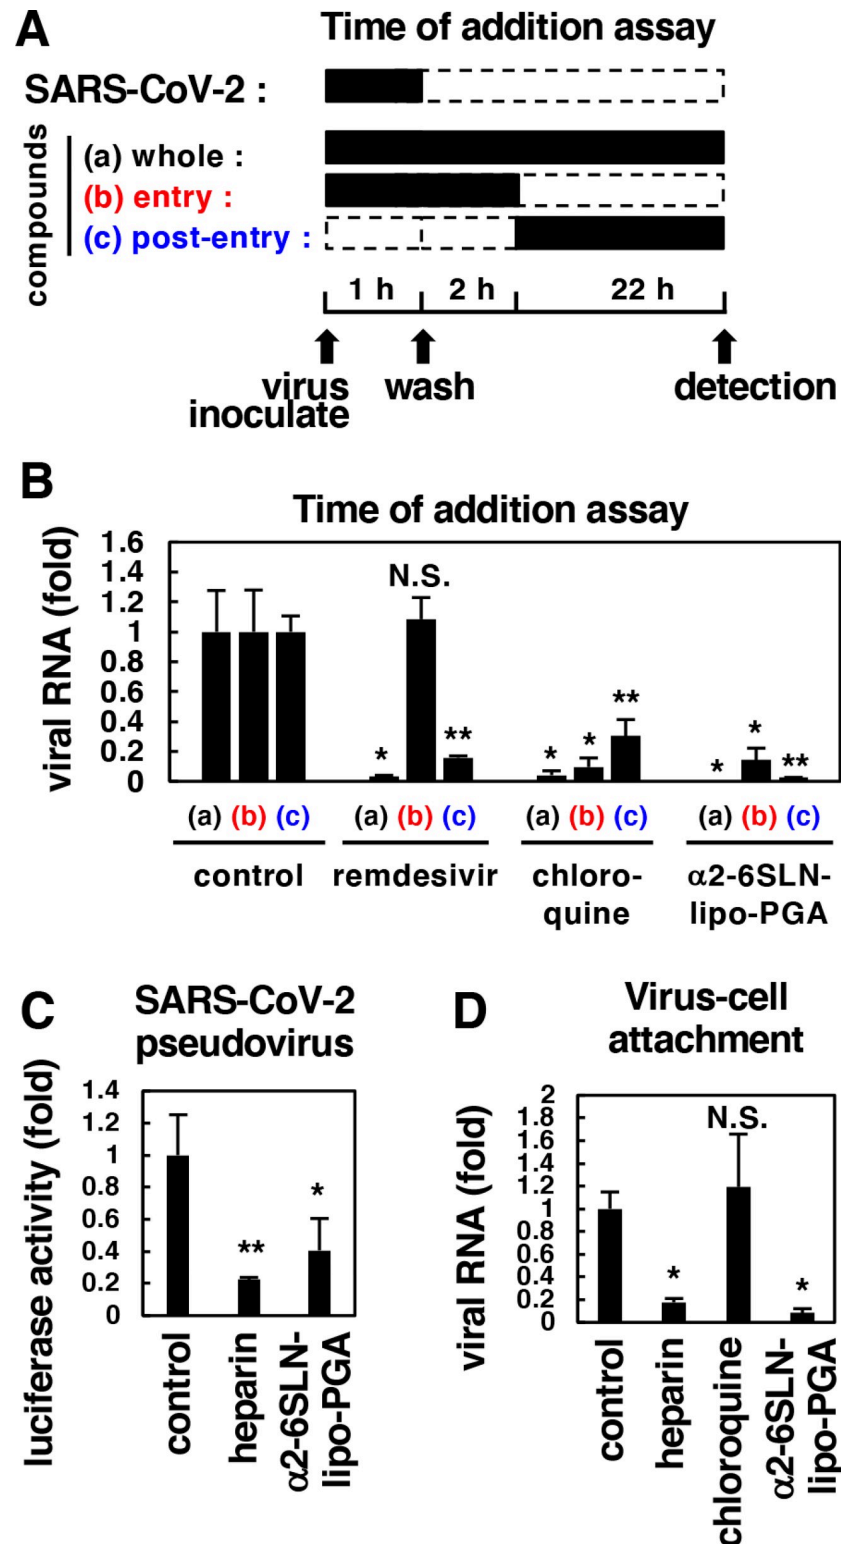 A
Time of addition assay
SARS-CoV-2 :
compounds
(a) whole :
(b) entry :
(c) post-entry :
1 h 2 h 22 h
virus
inoculate
wash
detection
B
Time of addition assay
viral RNA (fold)
1.6
1.4
1.2
1
0.8
0.6
0.4
0.2
0
N.S.
* ** * * ** * * **
(a) (b) (c) (a) (b) (c) (a) (b) (c) (a) (b) (c)
control remdesivir chloro-
quine
α2-6SLN-
lipo-PGA
C
SARS-CoV-2
pseudovirus
luciferase activity (fold)
1.4
1.2
1
0.8
0.6
0.4
0.2
0
** *
control
heparin
α2-6SLN-
lipo-PGA
D
Virus-cell
attachment
viral RNA (fold)
2
1.8
1.6
1.4
1.2
1
0.8
0.6
0.4
0.2
0
N.S.
* *
control
heparin
chloroquine
α2-6SLN-
lipo-PGA